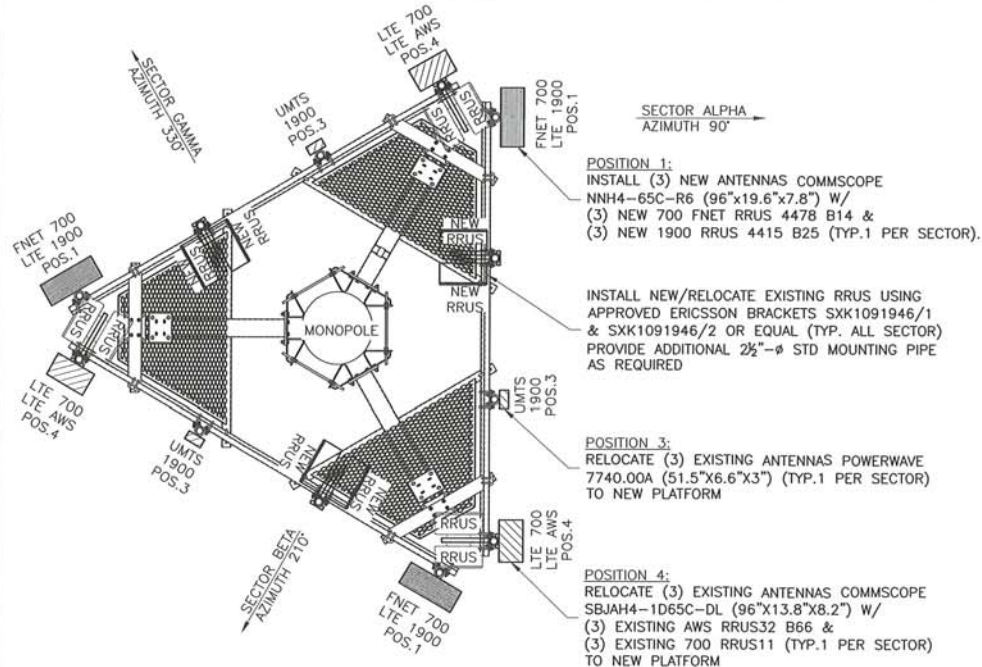 LTE 700
LTE AWS
POS.4
SECTOR GAMMA
AZIMUTH 330°
UMTS
1900
POS.3
RRUS
RRUS
FNET 700
LTE 1900
POS.1
SECTOR ALPHA
AZIMUTH 90°
POSITION 1:
INSTALL (3) NEW ANTENNAS COMMSCOPE
NNH4-65C-R6 (96"x19.6"x7.8") W/
(3) NEW 700 FNET RRUS 4478 B14 &
(3) NEW 1900 RRUS 4415 B25 (TYP.1 PER SECTOR).
NEW
RRUS
NEW
RRUS
FNET 700
LTE 1900
POS.1
NEW
RRUS
NEW
RRUS
INSTALL NEW/RELOCATE EXISTING RRUS USING
APPROVED ERICSSON BRACKETS SXK1091946/1
& SXK1091946/2 OR EQUAL (TYP. ALL SECTOR)
PROVIDE ADDITIONAL 2½"-ø STD MOUNTING PIPE
AS REQUIRED
MONOPOLE
RRUS
RRUS
LTE 700
LTE AWS
POS.4
UMTS
1900
POS.3
UMTS
1900
POS.3
POSITION 3:
RELOCATE (3) EXISTING ANTENNAS POWERWAVE
7740.00A (51.5"X6.6"X3") (TYP.1 PER SECTOR)
TO NEW PLATFORM
NEW
RRUS
NEW
RRUS
RRUS
RRUS
LTE 700
LTE AWS
POS.4
SECTOR BETA
AZIMUTH 210°
FNET 700
LTE 1900
POS.1
POSITION 4:
RELOCATE (3) EXISTING ANTENNAS COMMSCOPE
SBJAH4-1D65C-DL (96"X13.8"X8.2") W/
(3) EXISTING AWS RRUS32 B66 &
(3) EXISTING 700 RRUS11 (TYP.1 PER SECTOR)
TO NEW PLATFORM